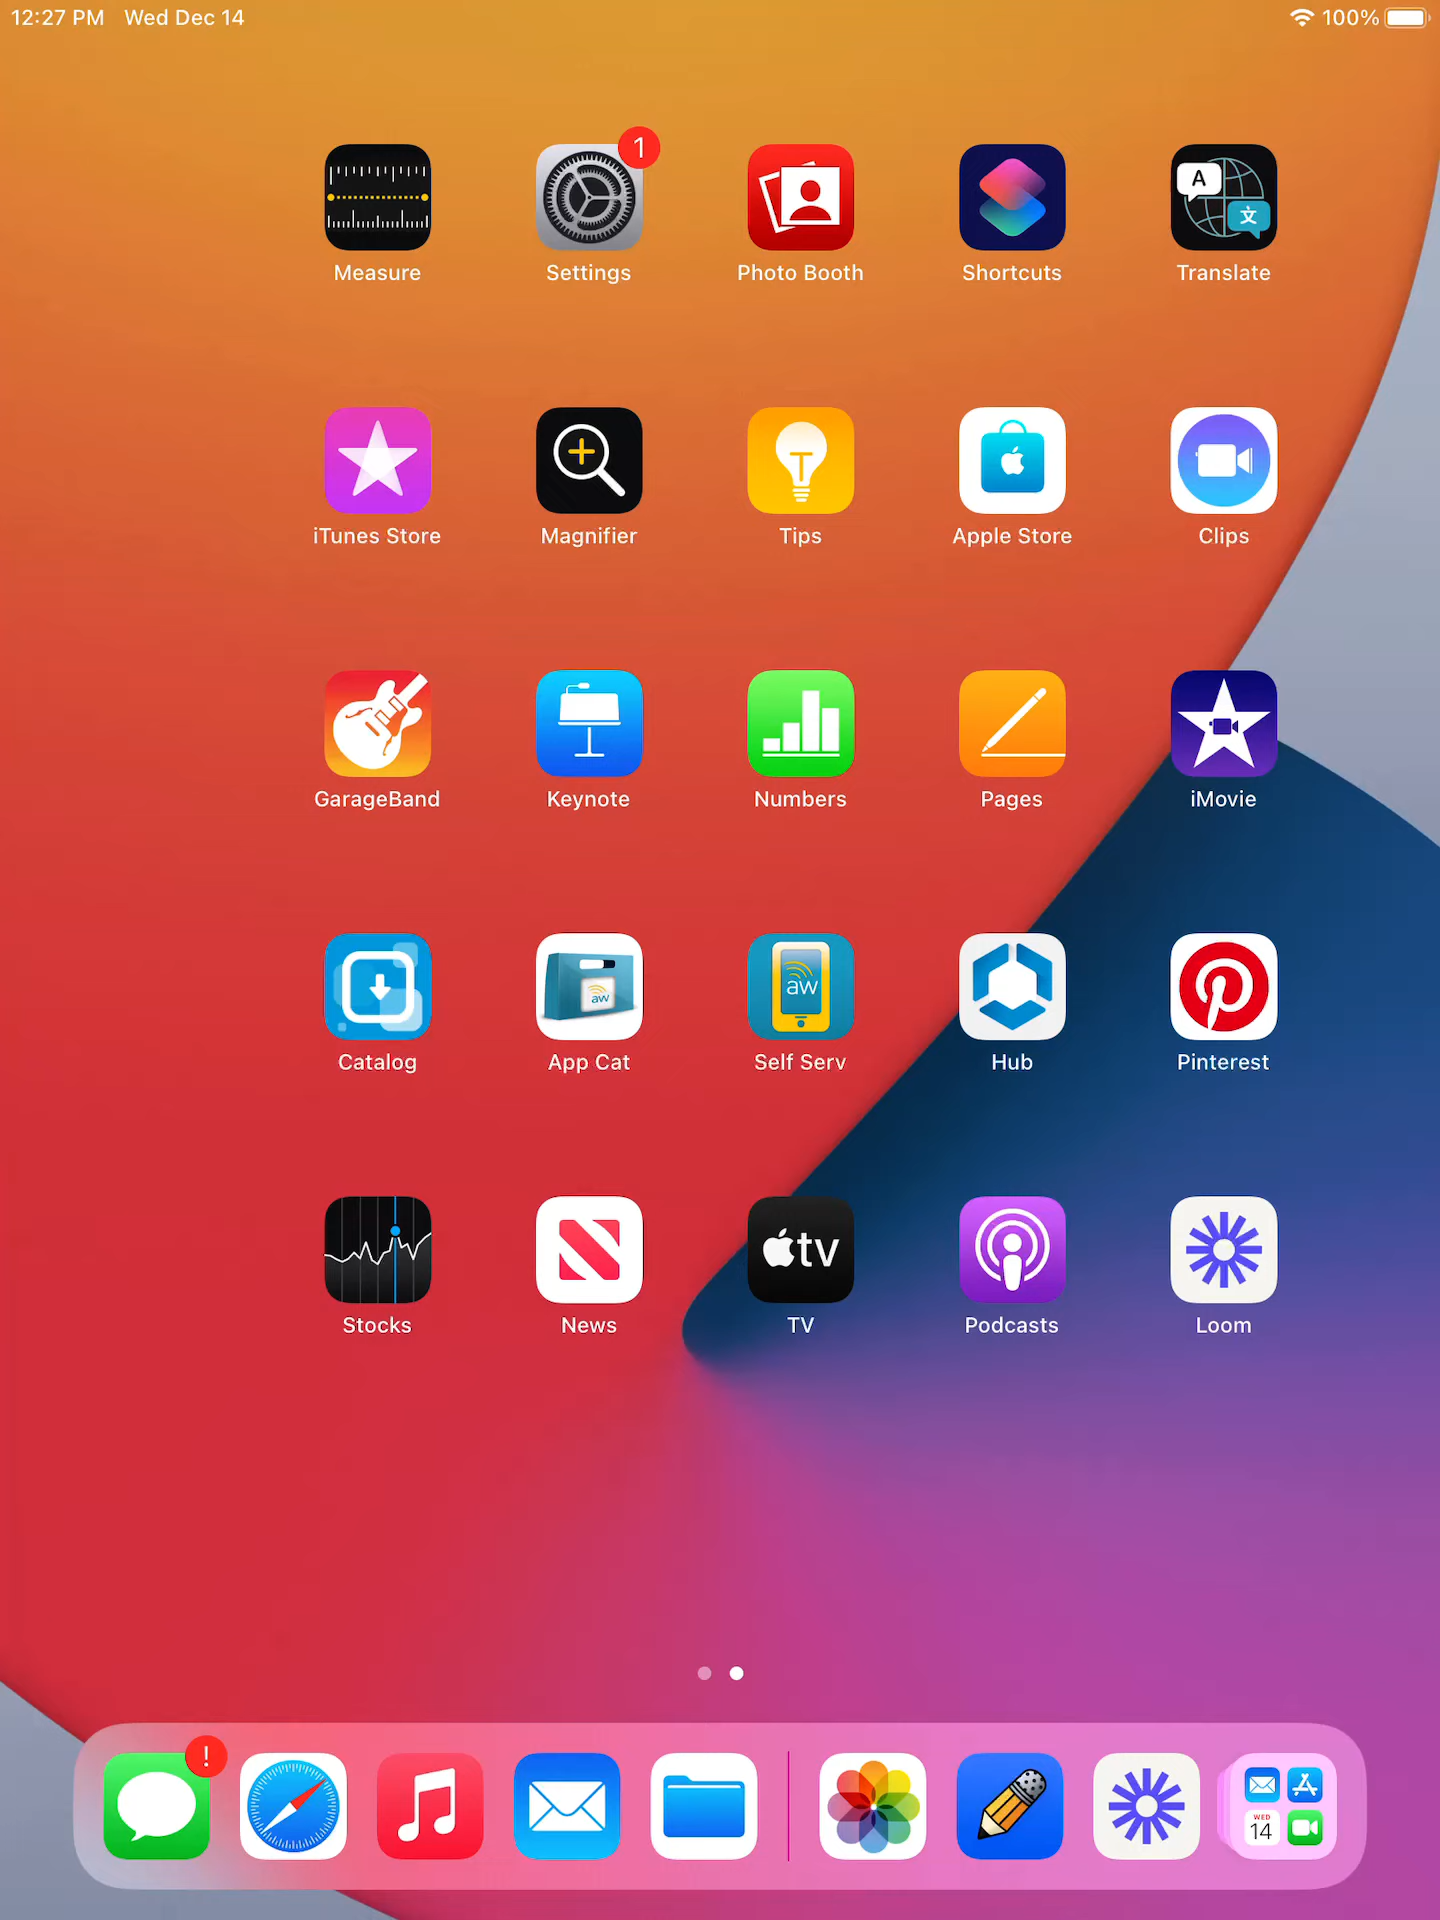 12:27 PM Wed Dec 14 100%
1
A 文
Measure Settings Photo Booth Shortcuts Translate
iTunes Store Magnifier Tips Apple Store Clips
GarageBand Keynote Numbers Pages iMovie
aw aw
Catalog App Cat Self Serv Hub Pinterest
tv
Stocks News TV Podcasts Loom
!
WED
14